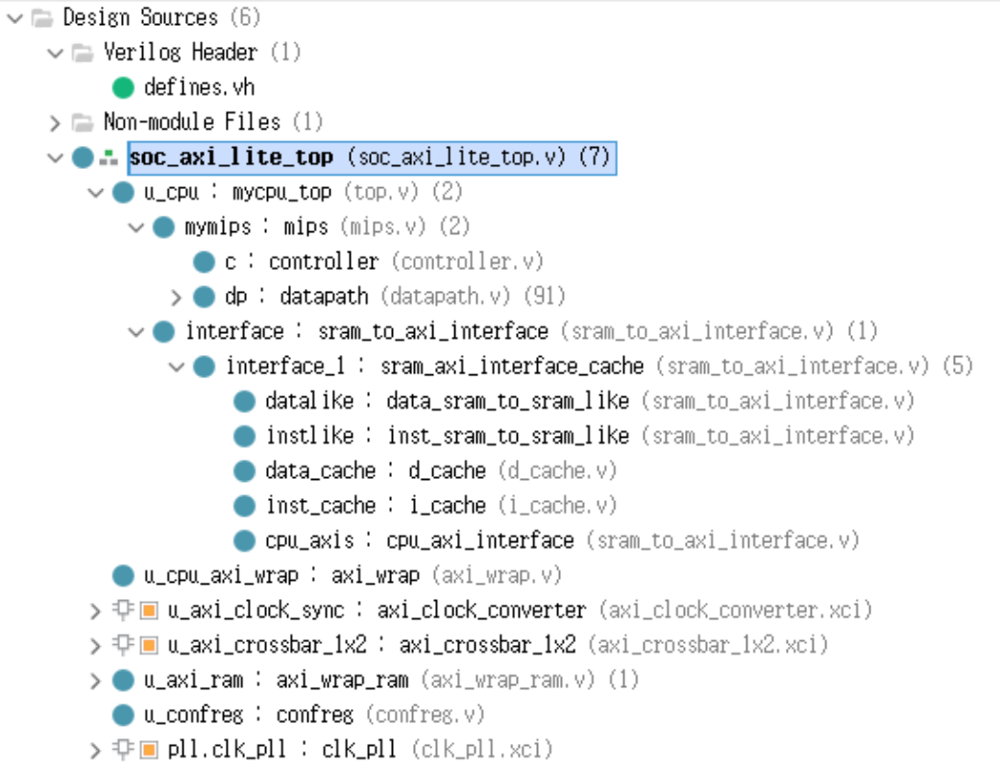 Design Sources (6)
Verilog Header (1)
defines.vh
Non-module Files (1)
soc_axi_lite_top (soc_axi_lite_top.v) (7)
u_cpu : mycpu_top (top.v) (2)
mymips : mips (mips.v) (2)
c : controller (controller.v)
dp : datapath (datapath.v) (91)
interface : sram_to_axi_interface (sram_to_axi_interface.v) (1)
interface_1 : sram_axi_interface_cache (sram_to_axi_interface.v) (5)
datalike : data_sram_to_sram_like (sram_to_axi_interface.v)
instlike : inst_sram_to_sram_like (sram_to_axi_interface.v)
data_cache : d_cache (d_cache.v)
inst_cache : i_cache (i_cache.v)
cpu_axis : cpu_axi_interface (sram_to_axi_interface.v)
u_cpu_axi_wrap : axi_wrap (axi_wrap.v)
u_axi_clock_sync : axi_clock_converter (axi_clock_converter.xci)
u_axi_crossbar_1x2 : axi_crossbar_1x2 (axi_crossbar_1x2.xci)
u_axi_ram : axi_wrap_ram (axi_wrap_ram.v) (1)
u_confreg : confreg (confreg.v)
pll.clk_pll : clk_pll (clk_pll.xci)